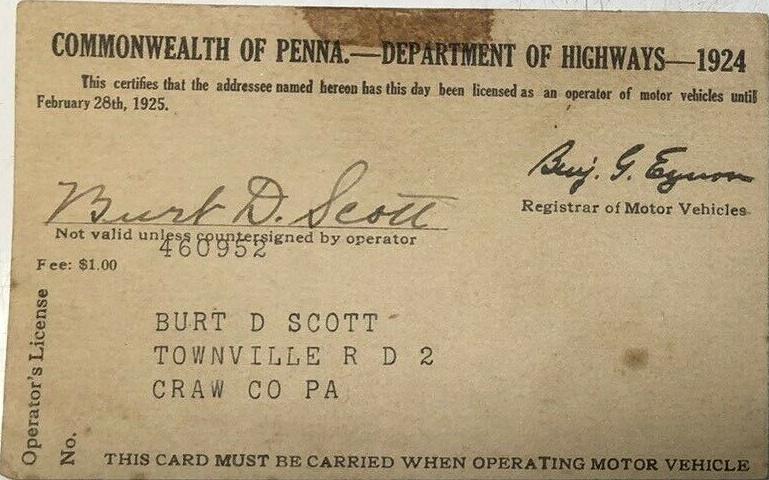 COMMONWEALTH OF PENNA.—DEPARTMENT OF HIGHWAYS—1924
This certifies that the addressee named hereon has this day been licensed as an operator of motor vehicles until
February 28th, 1925.
Benj. G. Eynon
Registrar of Motor Vehicles
Burt D. Scott
Not valid unless countersigned by operator
460952
Fee: $1.00
Operator's License
No.
BURT D SCOTT
TOWNVILLE R D 2
CRAW CO PA
THIS CARD MUST BE CARRIED WHEN OPERATING MOTOR VEHICLE